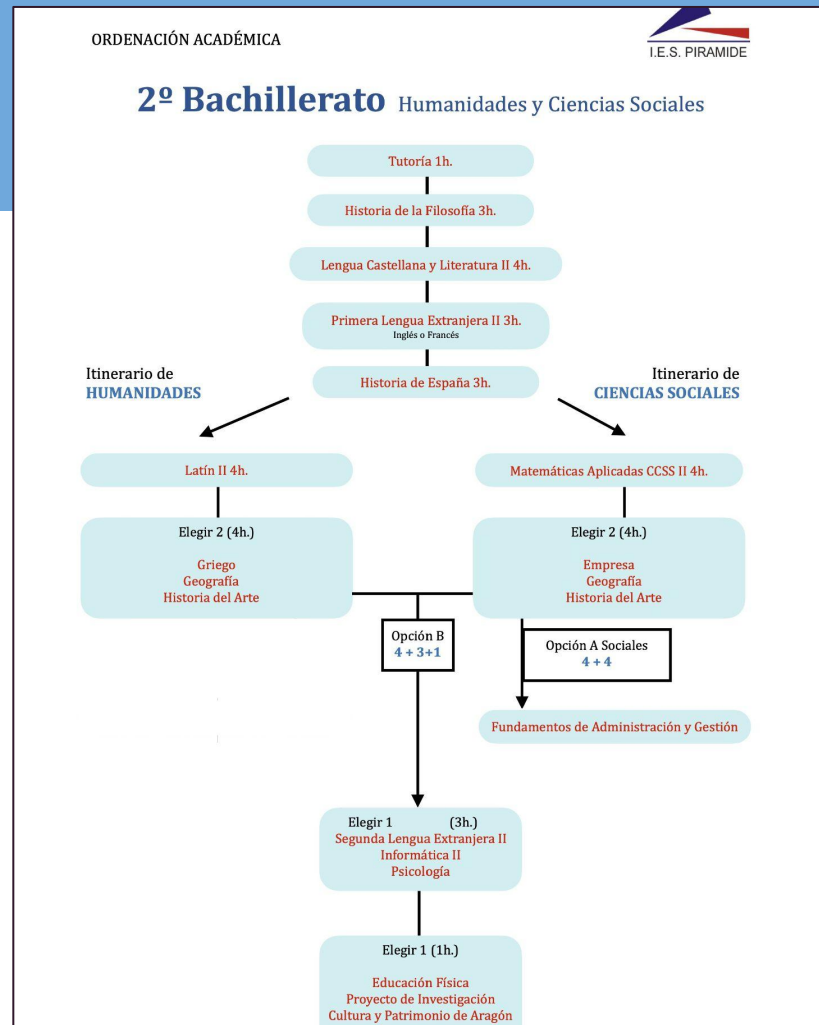 ORDENACIÓN ACADÉMICA
I.E.S. PIRAMIDE
2º Bachillerato Humanidades y Ciencias Sociales
Tutoría 1h.
Historia de la Filosofía 3h.
Lengua Castellana y Literatura II 4h.
Primera Lengua Extranjera II 3h.
Inglés o Francés
Historia de España 3h.
Itinerario de
HUMANIDADES
Itinerario de
CIENCIAS SOCIALES
Latín II 4h.
Matemáticas Aplicadas CCSS II 4h.
Elegir 2 (4h.)
Griego
Geografía
Historia del Arte
Elegir 2 (4h.)
Empresa
Geografía
Historia del Arte
Opción B
4 + 3+1
Opción A Sociales
4 + 4
Fundamentos de Administración y Gestión
Elegir 1 (3h.)
Segunda Lengua Extranjera II
Informática II
Psicología
Elegir 1 (1h.)
Educación Física
Proyecto de Investigación
Cultura y Patrimonio de Aragón